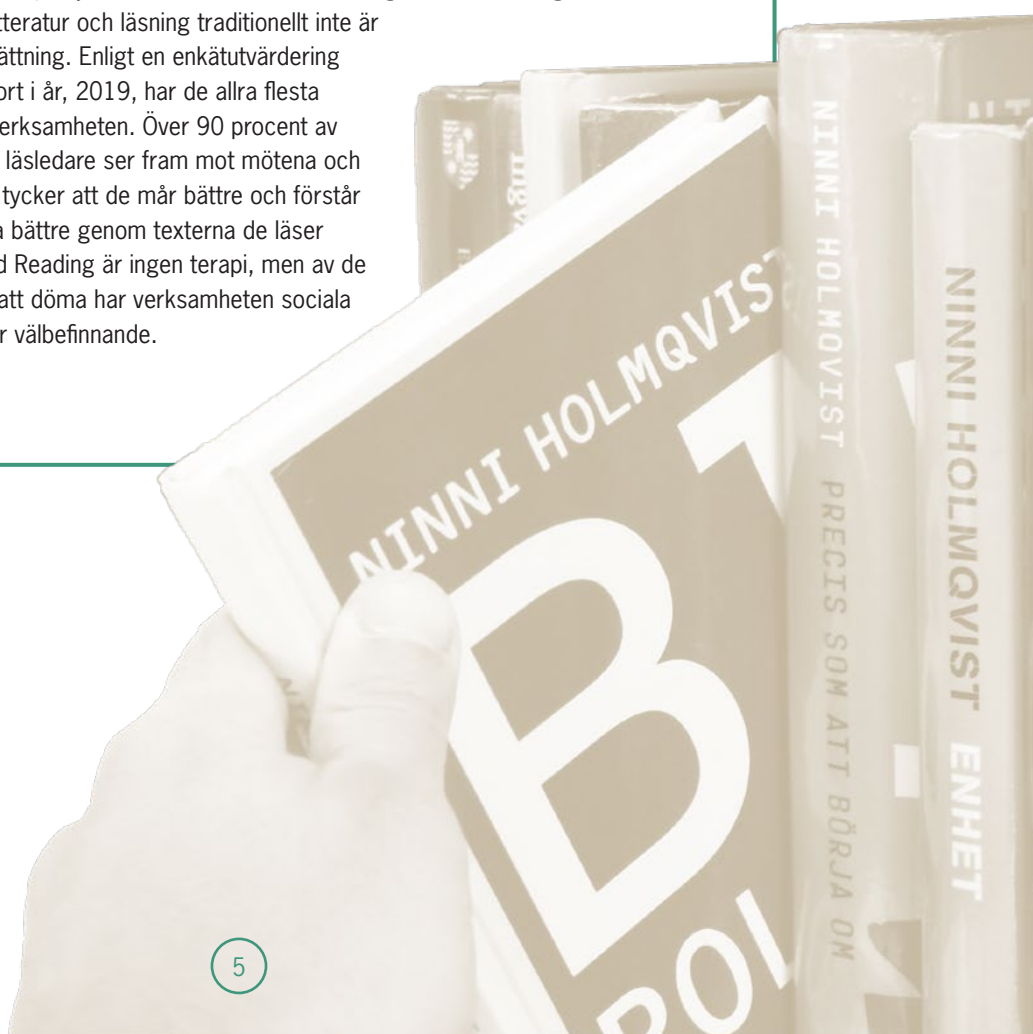 tteratur och läsning traditionellt inte är
ättning. Enligt en enkätutvärdering
ort i år, 2019, har de allra flesta
erksamheten. Över 90 procent av
läsledare ser fram mot mötena och
tycker att de mår bättre och förstår
a bättre genom texterna de läser
d Reading är ingen terapi, men av de
att döma har verksamheten sociala
r välbefinnande.
NINNI HOLMQVIST
B
ROL
NINNI HOLMQVIST PRECIS SOM ATT BÖRJA OM
NINNI HOLMQVIST ENHET
Ingv
5